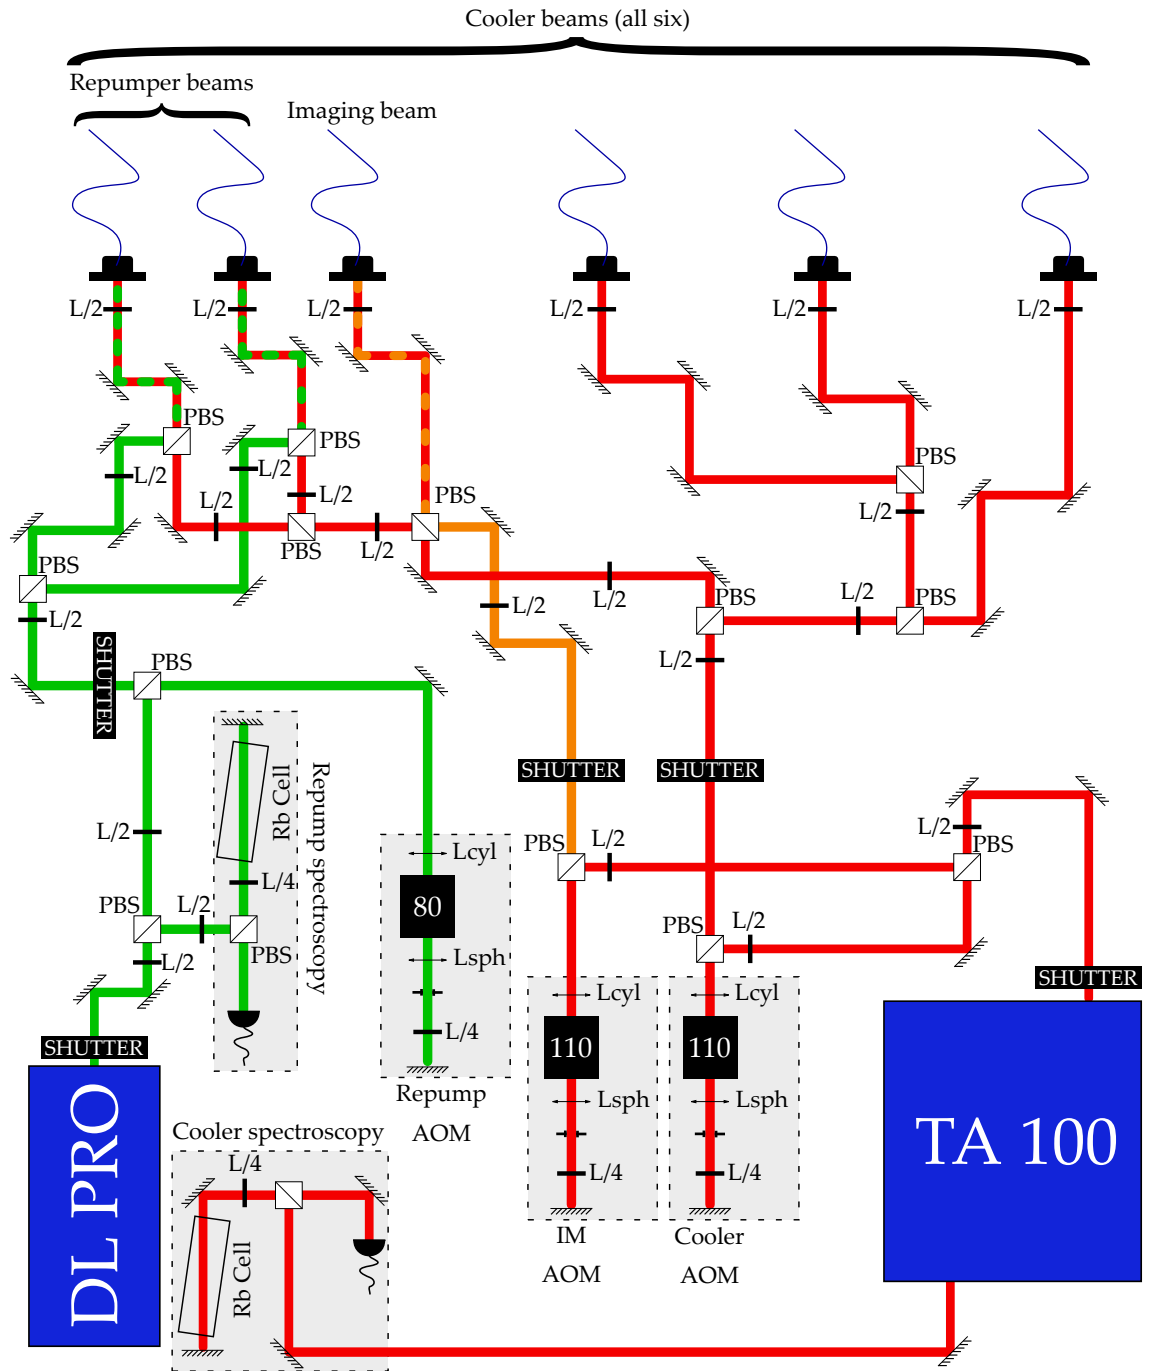 Cooler beams (all six)
Repumper beams
Imaging beam
L/2
L/2
L/2
L/2
L/2
L/2
PBS
PBS
PBS
PBS
L/2
L/2
L/2
L/2
L/2
L/2
PBS
L/2
PBS
L/2
L/2
L/2
PBS
PBS
L/2
L/2
PBS
SHUTTER
SHUTTER
SHUTTER
Rb Cell
Repump spectroscopy
L/2
L/2
L/2
PBS
PBS
Lcyl
L/4
80
PBS
L/2
PBS
L/2
PBS
L/2
Lsph
SHUTTER
Lcyl
Lcyl
L/4
SHUTTER
110
110
DL PRO
Repump
AOM
Lsph
Lsph
TA 100
Cooler spectroscopy
L/4
L/4
L/4
Rb Cell
IM
AOM
Cooler
AOM